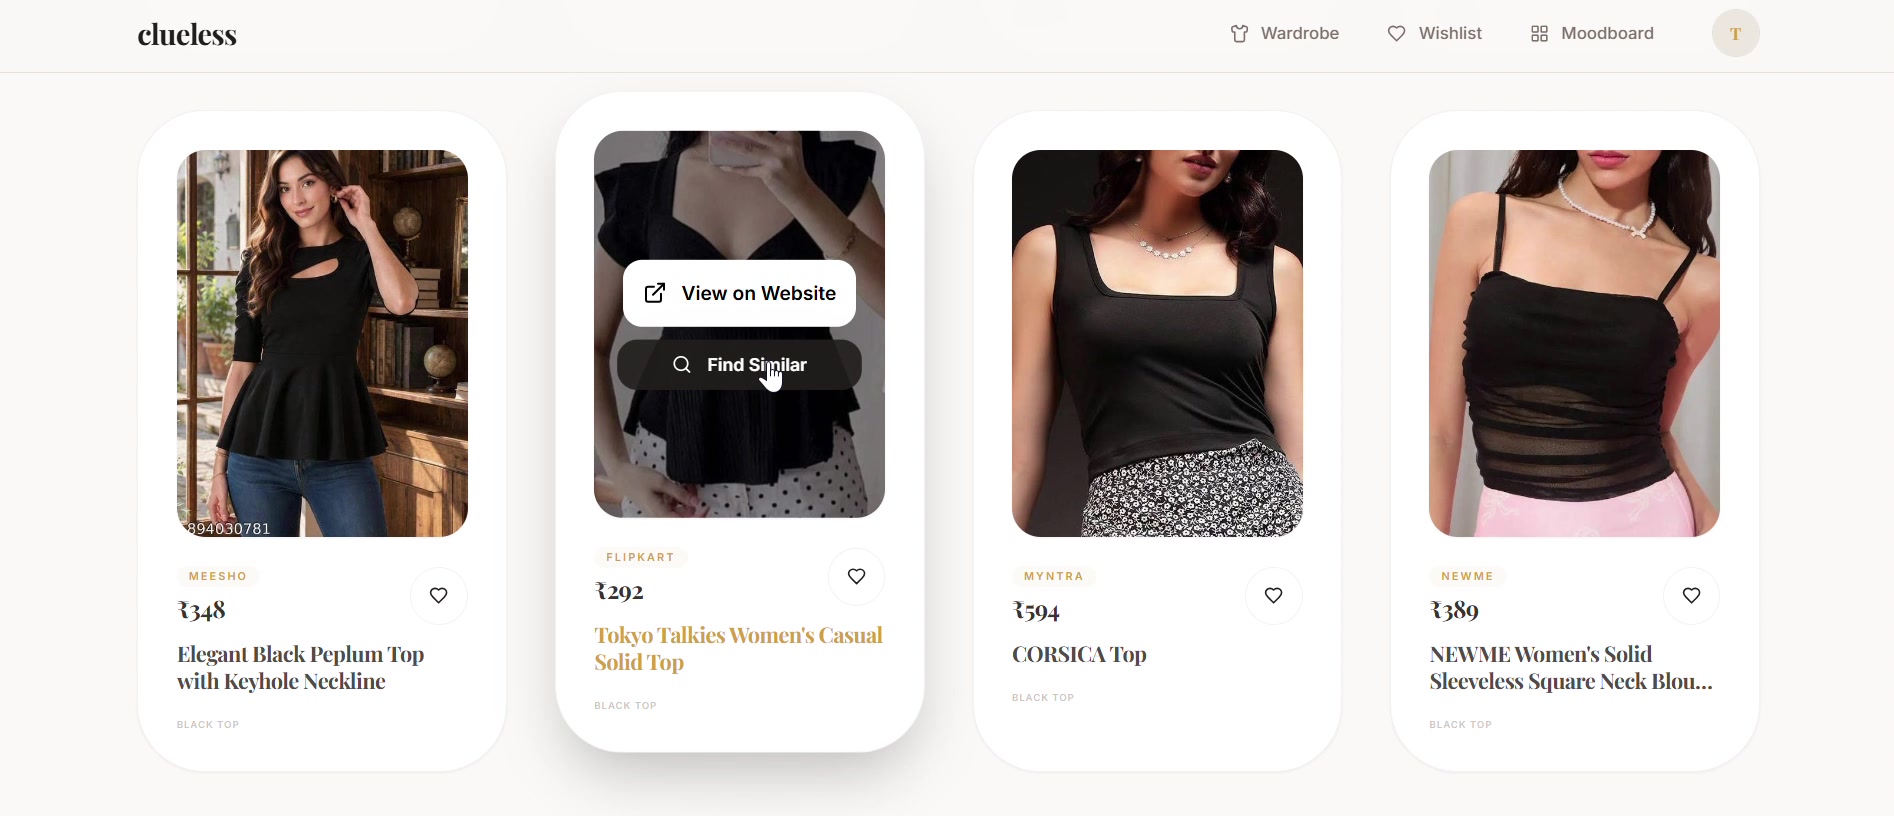 clueless
Wardrobe
Wishlist
Moodboard
T
894030781
MEESHO
₹348
Elegant Black Peplum Top
with Keyhole Neckline
BLACK TOP
View on Website
Find Similar
FLIPKART
₹292
Tokyo Talkies Women's Casual
Solid Top
BLACK TOP
MYNTRA
₹594
CORSICA Top
BLACK TOP
NEWME
₹389
NEWME Women's Solid
Sleeveless Square Neck Blou...
BLACK TOP